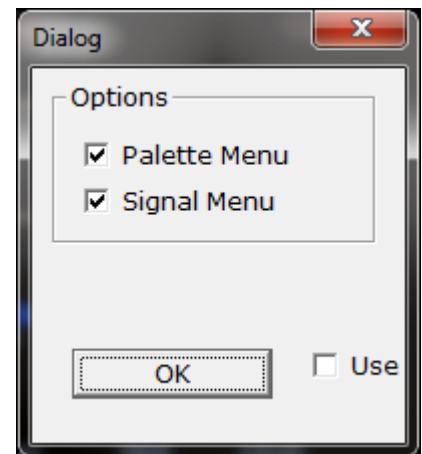 Dialog
Options
Palette Menu
Signal Menu
OK
Use